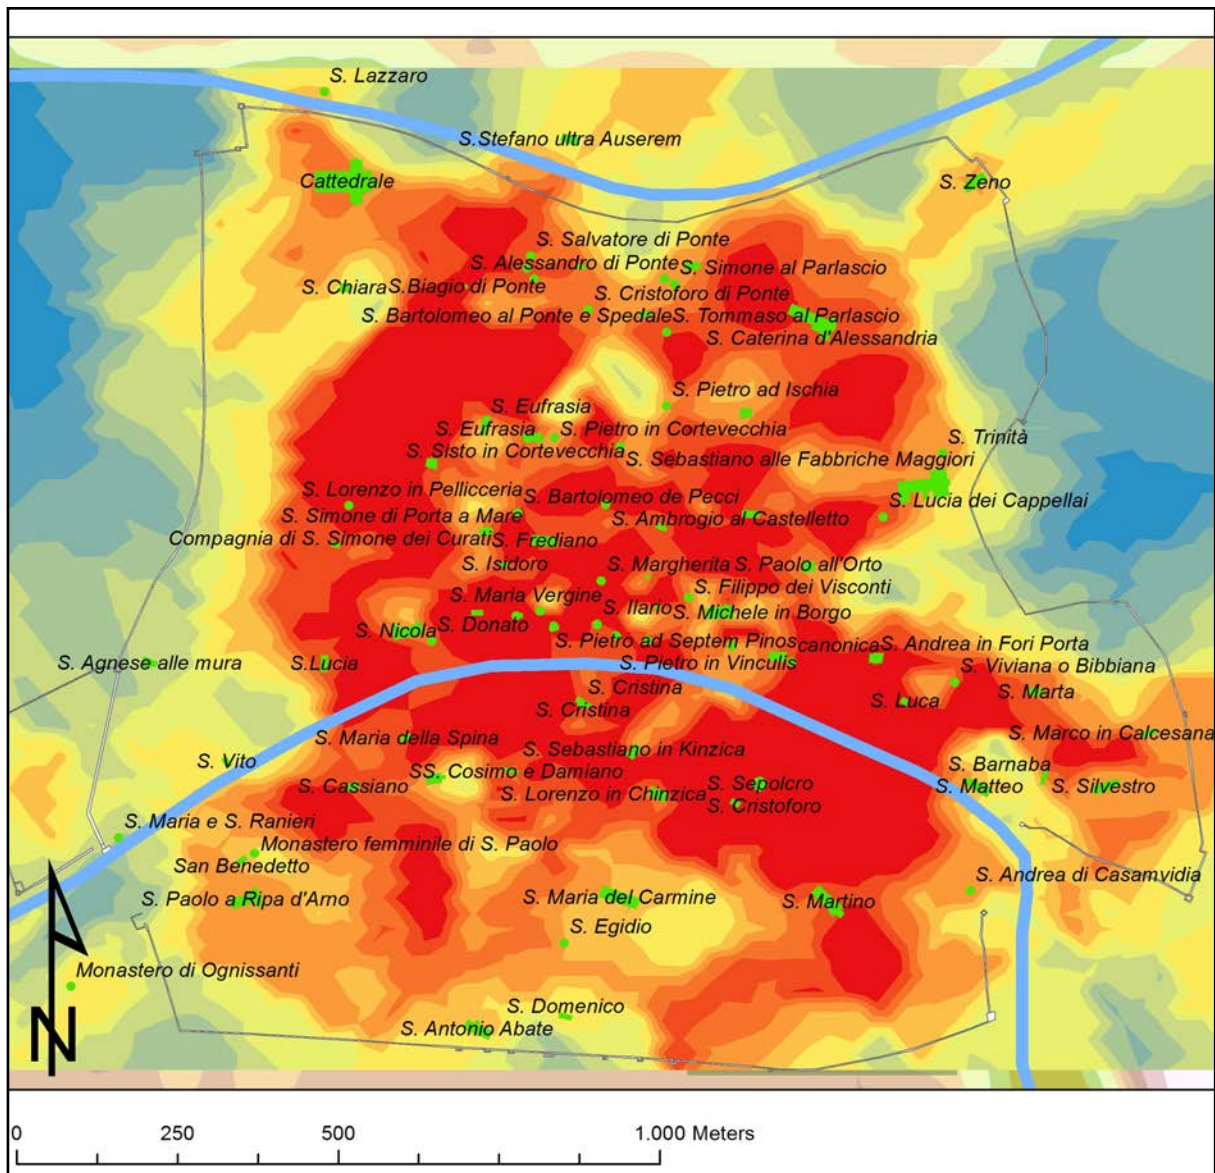 S. Lazzaro
S.Stefano ultra Auserem
Cattedrale
S. Zeno
S. Salvatore di Ponte
S. Alessandro di Ponte
S. Simone al Parlascio
S. Chiara
S.Biagio di Ponte
S. Cristoforo di Ponte
S. Bartolomeo al Ponte e Spedale
S. Tommaso al Parlascio
S. Caterina d'Alessandria
S. Pietro ad Ischia
S. Eufrasia
S. Eufrasia
S. Pietro in Cortevecchia
S. Trinità
S. Sisto in Cortevecchia
S. Sebastiano alle Fabbriche Maggiori
S. Lorenzo in Pellicceria
S. Bartolomeo de Pecci
S. Lucia dei Cappellai
S. Simone di Porta a Mare
S. Ambrogio al Castelletto
Compagnia di S. Simone dei Curati
S. Frediano
S. Isidoro
S. Margherita
S. Paolo all'Orto
S. Filippo dei Visconti
S. Maria Vergine
S. Ilario
S. Michele in Borgo
S. Nicola
S. Donato
S. Pietro ad Septem Pinos
canonica
S. Andrea in Fori Porta
S. Agnese alle mura
S.Lucia
S. Pietro in Vinculis
S. Viviana o Bibbiana
S. Cristina
S. Marta
S. Cristina
S. Luca
S. Maria della Spina
S. Sebastiano in Kinzica
S. Marco in Calcesana
S. Vito
SS. Cosimo e Damiano
S. Barnaba
S. Cassiano
S. Lorenzo in Chinzica
S. Sepolcro
S. Matteo
S. Silvestro
S. Cristoforo
S. Maria e S. Ranieri
Monastero femminile di S. Paolo
San Benedetto
S. Andrea di Casamvidia
S. Paolo a Ripa d'Arno
S. Maria del Carmine
S. Martino
S. Egidio
Monastero di Ognissanti
S. Domenico
S. Antonio Abate
N
0 250 500 1.000 Meters